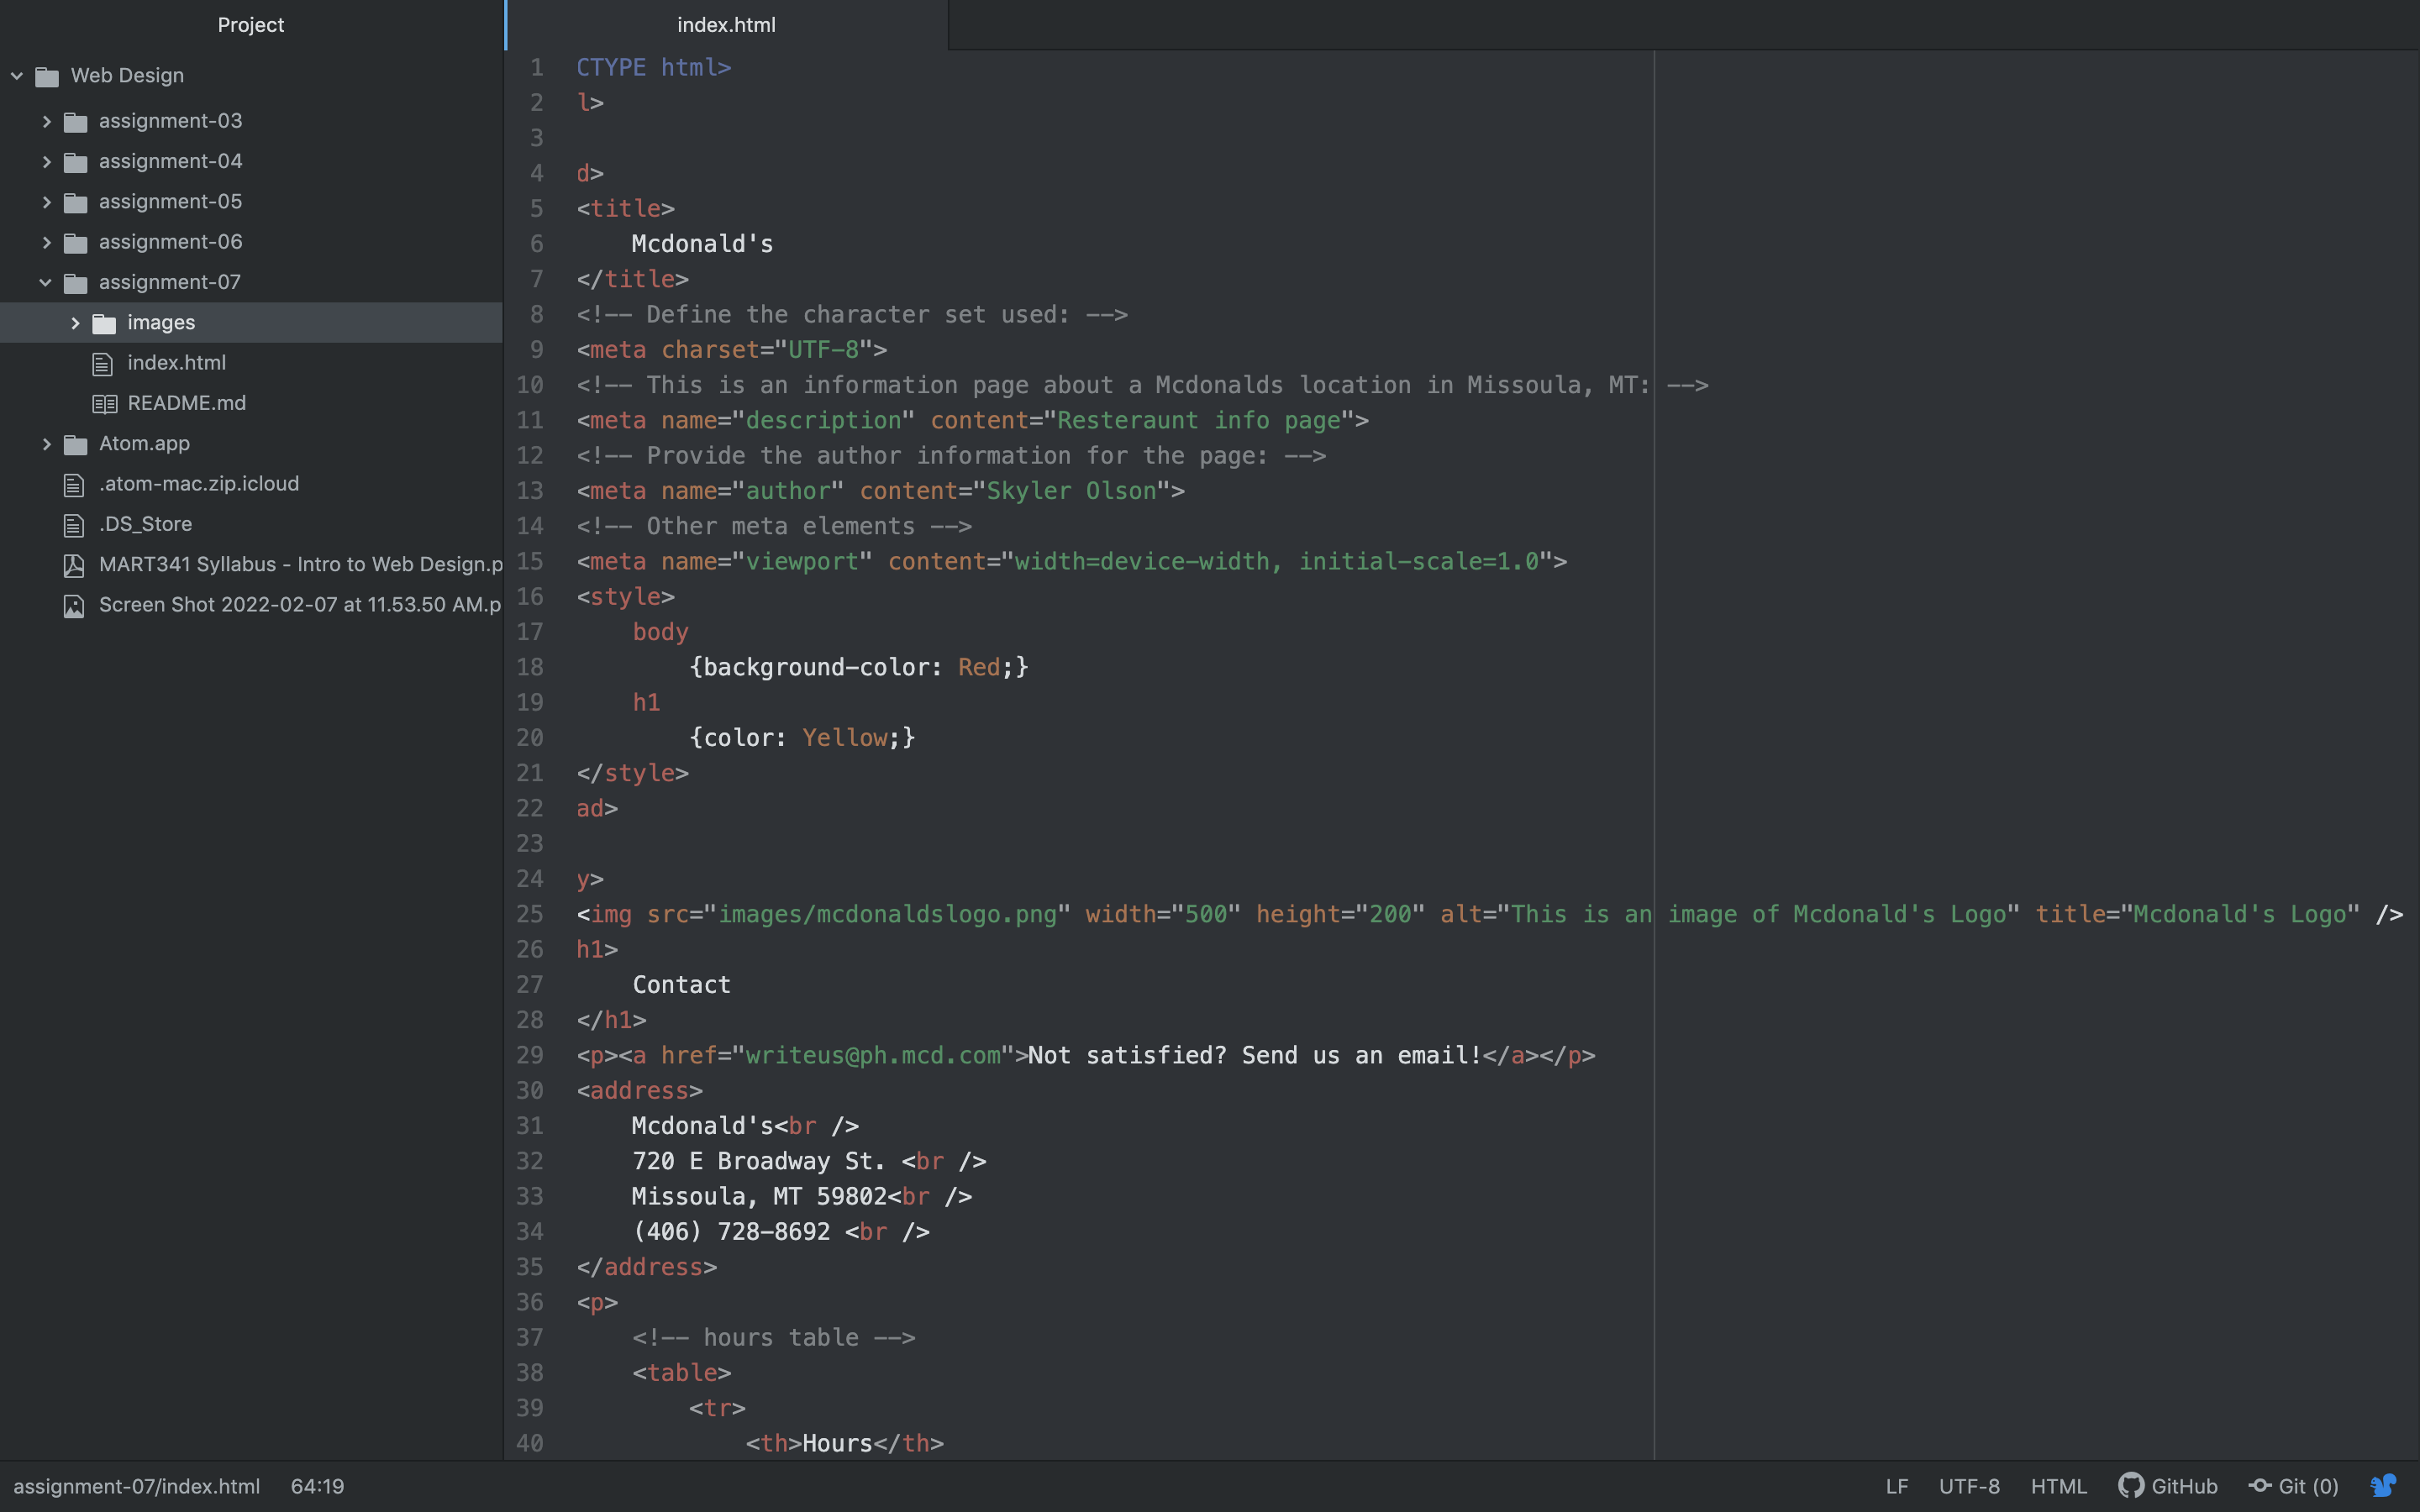 Project
Web Design
assignment-03
assignment-04
assignment-05
assignment-06
assignment-07
images
index.html
README.md
Atom.app
.atom-mac.zip.icloud
.DS_Store
MART341 Syllabus - Intro to Web Design.p
Screen Shot 2022-02-07 at 11.53.50 AM.p
index.html
1 CTYPE html>
2 l>
3
4 d>
5 <title>
6 Mcdonald's
7 </title>
8 <!-- Define the character set used: -->
9 <meta charset="UTF-8">
10 <!-- This is an information page about a Mcdonalds location in Missoula, MT: -->
11 <meta name="description" content="Resteraunt info page">
12 <!-- Provide the author information for the page: -->
13 <meta name="author" content="Skyler Olson">
14 <!-- Other meta elements -->
15 <meta name="viewport" content="width=device-width, initial-scale=1.0">
16 <style>
17 body
18 {background-color: Red;}
19 h1
20 {color: Yellow;}
21 </style>
22 ad>
23
24 y>
25 <img src="images/mcdonaldslogo.png" width="500" height="200" alt="This is an image of Mcdonald's Logo" title="Mcdonald's Logo" />
26 h1>
27 Contact
28 </h1>
29 <p><a href="writeus@ph.mcd.com">Not satisfied? Send us an email!</a></p>
30 <address>
31 Mcdonald's<br />
32 720 E Broadway St. <br />
33 Missoula, MT 59802<br />
34 (406) 728-8692 <br />
35 </address>
36 <p>
37 <!-- hours table -->
38 <table>
39 <tr>
40 <th>Hours</th>
assignment-07/index.html 64:19 LF UTF-8 HTML GitHub Git (0)